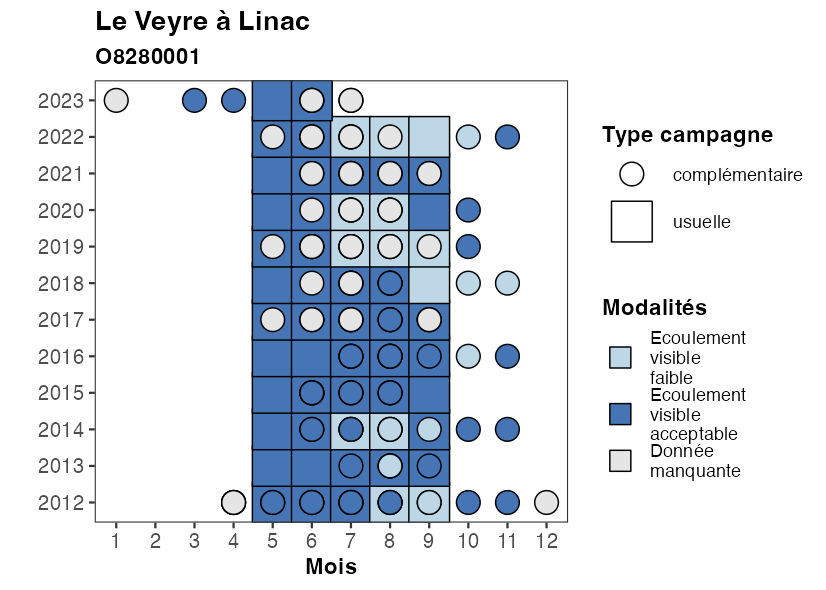 Le Veyre à Linac
O8280001
2023
2022
2021
2020
2019
2018
2017
2016
2015
2014
2013
2012
1 2 3 4 5 6 7 8 9 10 11 12
Mois
Type campagne
complémentaire
usuelle
Modalités
Ecoulement
visible
faible
Ecoulement
visible
acceptable
Donnée
manquante